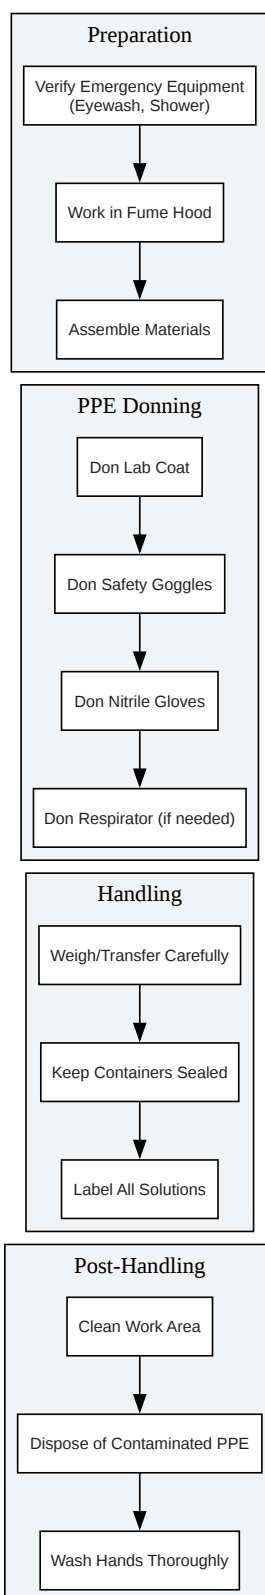 Preparation
Verify Emergency Equipment
(Eyewash, Shower)
Work in Fume Hood
Assemble Materials
PPE Donning
Don Lab Coat
Don Safety Goggles
Don Nitrile Gloves
Don Respirator (if needed)
Handling
Weigh/Transfer Carefully
Keep Containers Sealed
Label All Solutions
Post-Handling
Clean Work Area
Dispose of Contaminated PPE
Wash Hands Thoroughly